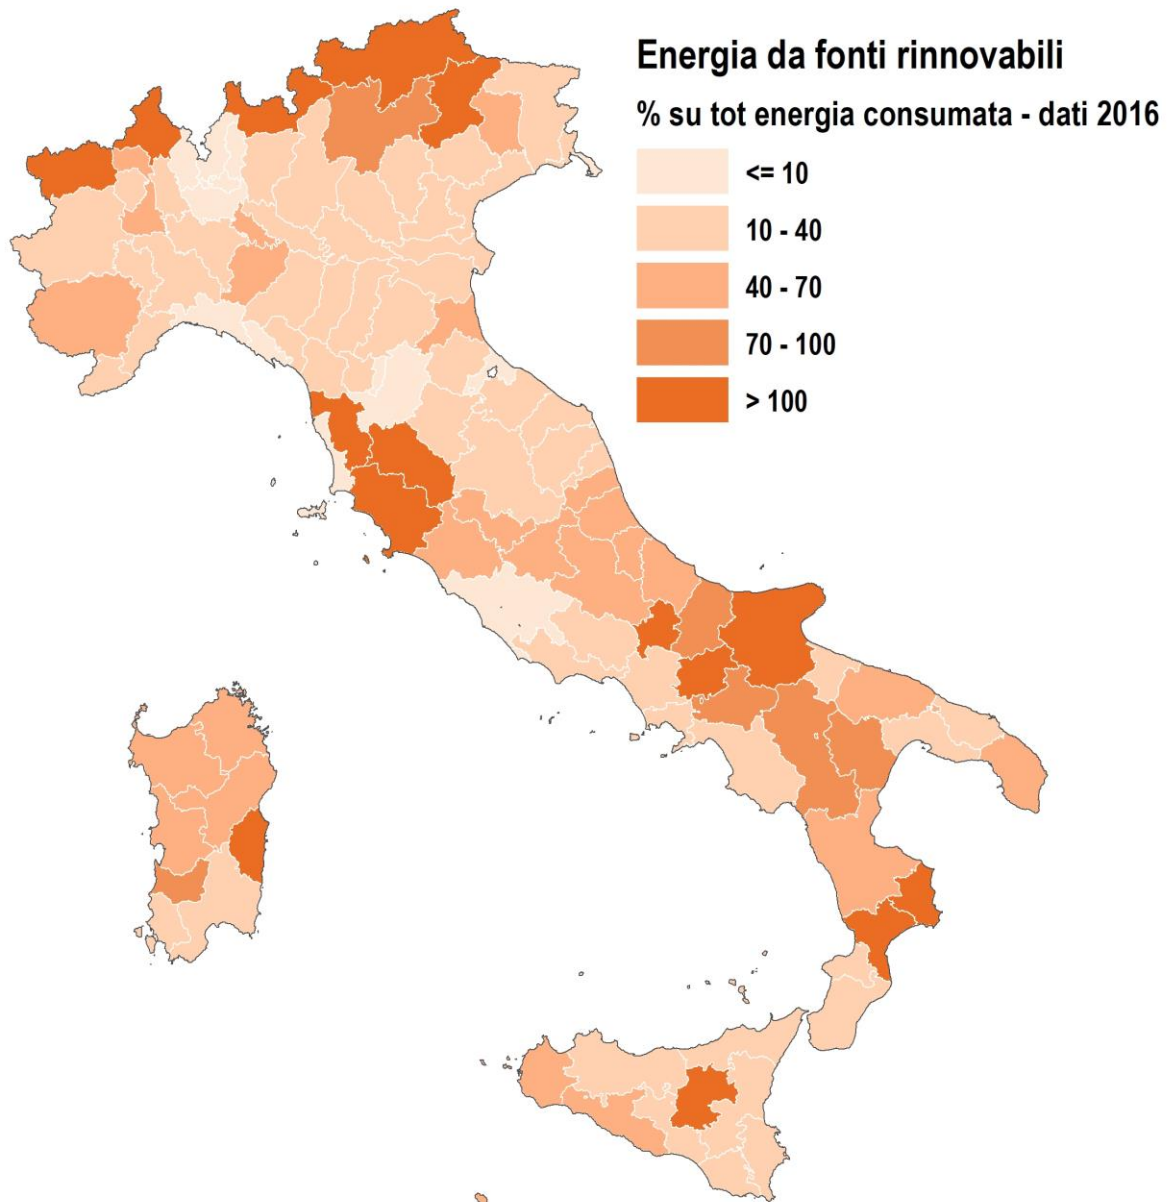 Energia da fonti rinnovabili
% su tot energia consumata - dati 2016
<= 10
10 - 40
40 - 70
70 - 100
> 100